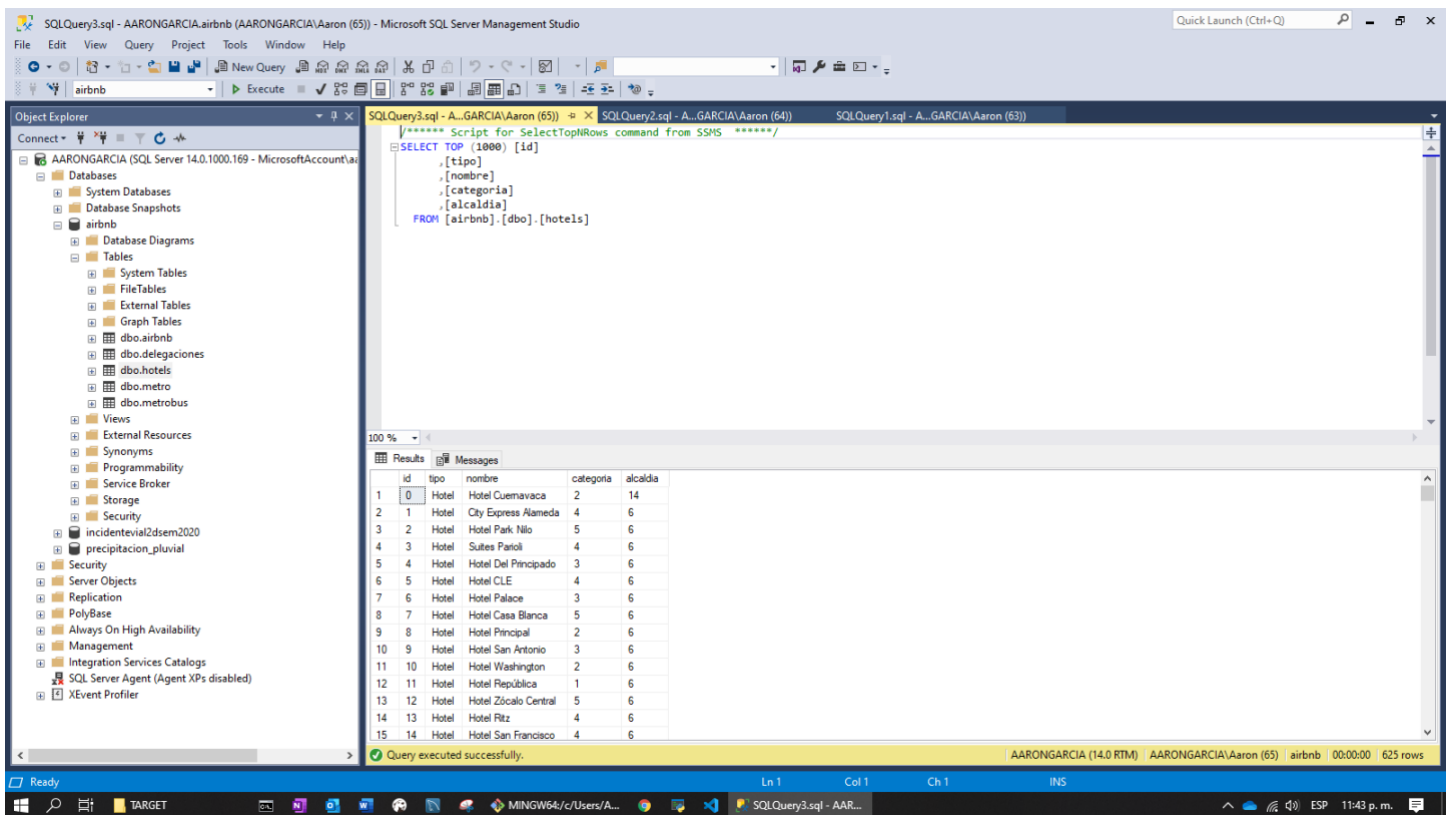 SQLQuery3.sql - AARONGARCIA.airbnb (AARONGARCIA\Aaron (65)) - Microsoft SQL Server Management Studio
Quick Launch (Ctrl+Q)
File Edit View Query Project Tools Window Help
New Query
airbnb
Execute
Object Explorer
Connect
AARONGARCIA (SQL Server 14.0.1000.169 - MicrosoftAccount\aa
Databases
System Databases
Database Snapshots
airbnb
Database Diagrams
Tables
System Tables
FileTables
External Tables
Graph Tables
dbo.airbnb
dbo.delegaciones
dbo.hotels
dbo.metro
dbo.metrobus
Views
External Resources
Synonyms
Programmability
Service Broker
Storage
Security
incidentevial2dsem2020
precipitacion_pluvial
Security
Server Objects
Replication
PolyBase
Always On High Availability
Management
Integration Services Catalogs
SQL Server Agent (Agent XPs disabled)
XEvent Profiler
SQLQuery3.sql - A...GARCIA\Aaron (65)) SQLQuery2.sql - A...GARCIA\Aaron (64)) SQLQuery1.sql - A...GARCIA\Aaron (63))
/****** Script for SelectTopNRows command from SSMS ******/
SELECT TOP (1000) [id]
,[tipo]
,[nombre]
,[categoria]
,[alcaldia]
FROM [airbnb].[dbo].[hotels]
100 %
Results Messages
id tipo nombre categoria alcaldia
1 0 Hotel Hotel Cuernavaca 2 14
2 1 Hotel City Express Alameda 4 6
3 2 Hotel Hotel Park Nilo 5 6
4 3 Hotel Suites Parioli 4 6
5 4 Hotel Hotel Del Principado 3 6
6 5 Hotel Hotel CLE 4 6
7 6 Hotel Hotel Palace 3 6
8 7 Hotel Hotel Casa Blanca 5 6
9 8 Hotel Hotel Principal 2 6
10 9 Hotel Hotel San Antonio 3 6
11 10 Hotel Hotel Washington 2 6
12 11 Hotel Hotel República 1 6
13 12 Hotel Hotel Zócalo Central 5 6
14 13 Hotel Hotel Ritz 4 6
15 14 Hotel Hotel San Francisco 4 6
Query executed successfully. AARONGARCIA (14.0 RTM) AARONGARCIA\Aaron (65) airbnb 00:00:00 625 rows
Ready Ln 1 Col 1 Ch 1 INS
TARGET MINGW64:/c/Users/A... SQLQuery3.sql - AAR... ESP 11:43 p. m.